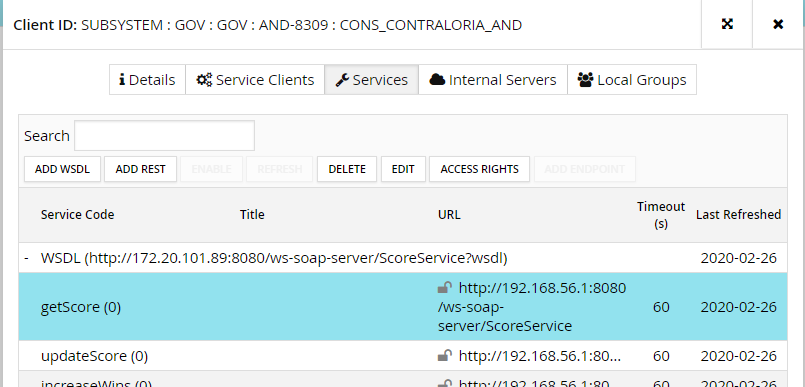 Client ID: SUBSYSTEM : GOV : GOV : AND-8309 : CONS_CONTRALORIA_AND
Details Service Clients Services Internal Servers Local Groups
Search
ADD WSDL ADD REST ENABLE REFRESH DELETE EDIT ACCESS RIGHTS ADD ENDPOINT
Service Code Title URL Timeout (s) Last Refreshed
- WSDL (http://172.20.101.89:8080/ws-soap-server/ScoreService?wsdl) 2020-02-26
getScore (0) http://192.168.56.1:8080
/ws-soap-
server/ScoreService 60 2020-02-26
updateScore (0) http://192.168.56.1:80... 60 2020-02-26
increaseWins (0) http://192.168.56.1:80... 60 2020-02-26